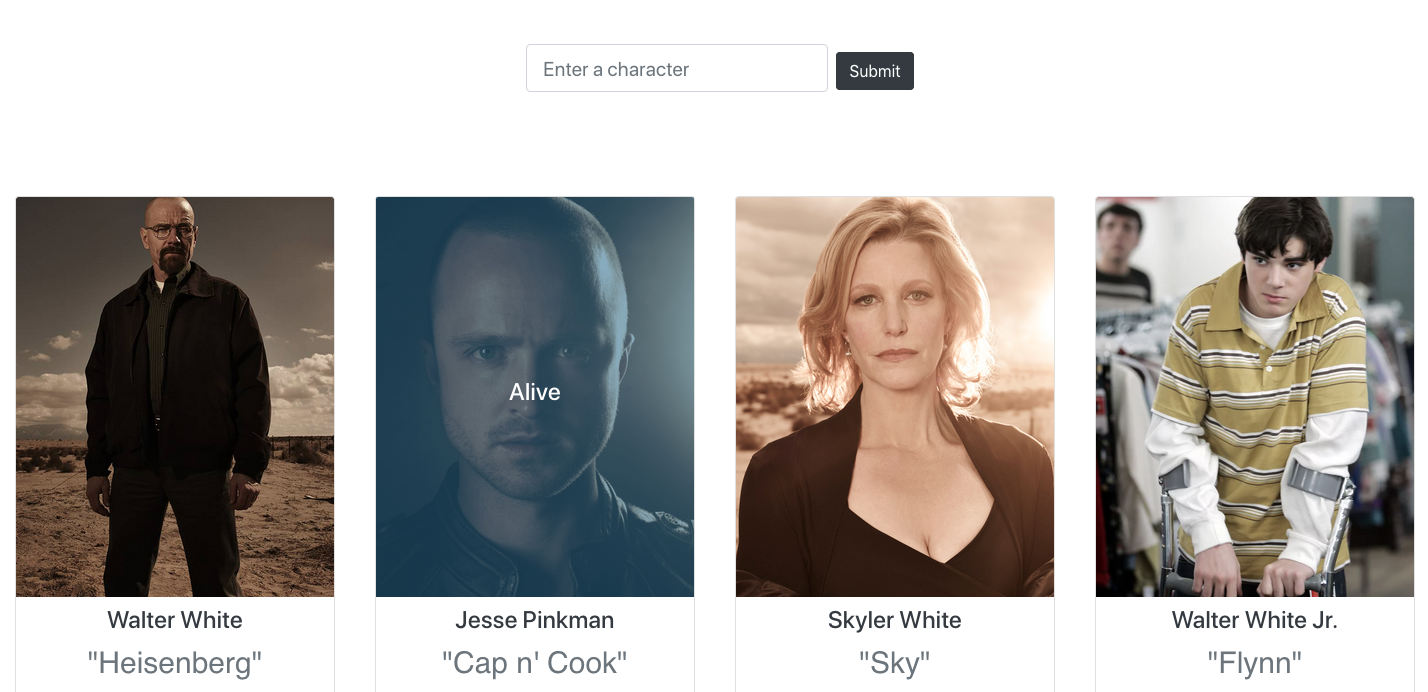 Enter a character
Submit
Alive
Walter White
Jesse Pinkman
Skyler White
Walter White Jr.
"Heisenberg"
"Cap n' Cook"
"Sky"
"Flynn"